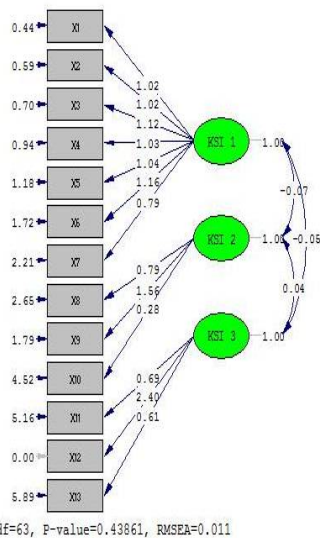 0.44 X1
0.59 X2
0.70 X3
0.94 X4
1.18 X5
1.72 X6
2.21 X7
2.65 X8
1.79 X9
4.52 X10
5.16 X11
0.00 X12
5.89 X13
1.02
1.02
1.12
1.03
1.04
1.16
0.79
0.79
1.56
0.28
0.69
2.40
0.61
KSI 1 1.00
KSI 2 1.00
KSI 3 1.00
-0.07
-0.05
0.04
df=63, P-value=0.43861, RMSEA=0.011